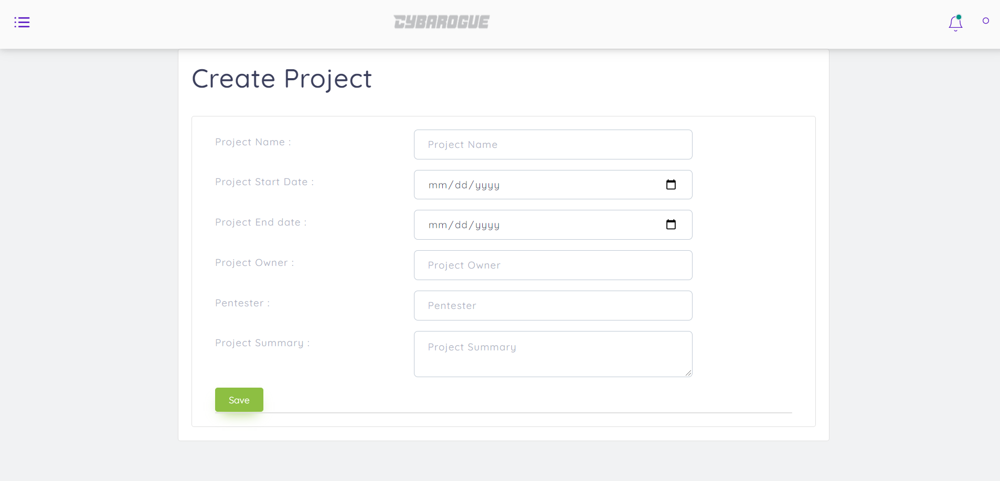 CYBAROGUE
Create Project
Project Name :
Project Name
Project Start Date :
mm/dd/yyyy
Project End date :
mm/dd/yyyy
Project Owner :
Project Owner
Pentester :
Pentester
Project Summary :
Project Summary
Save